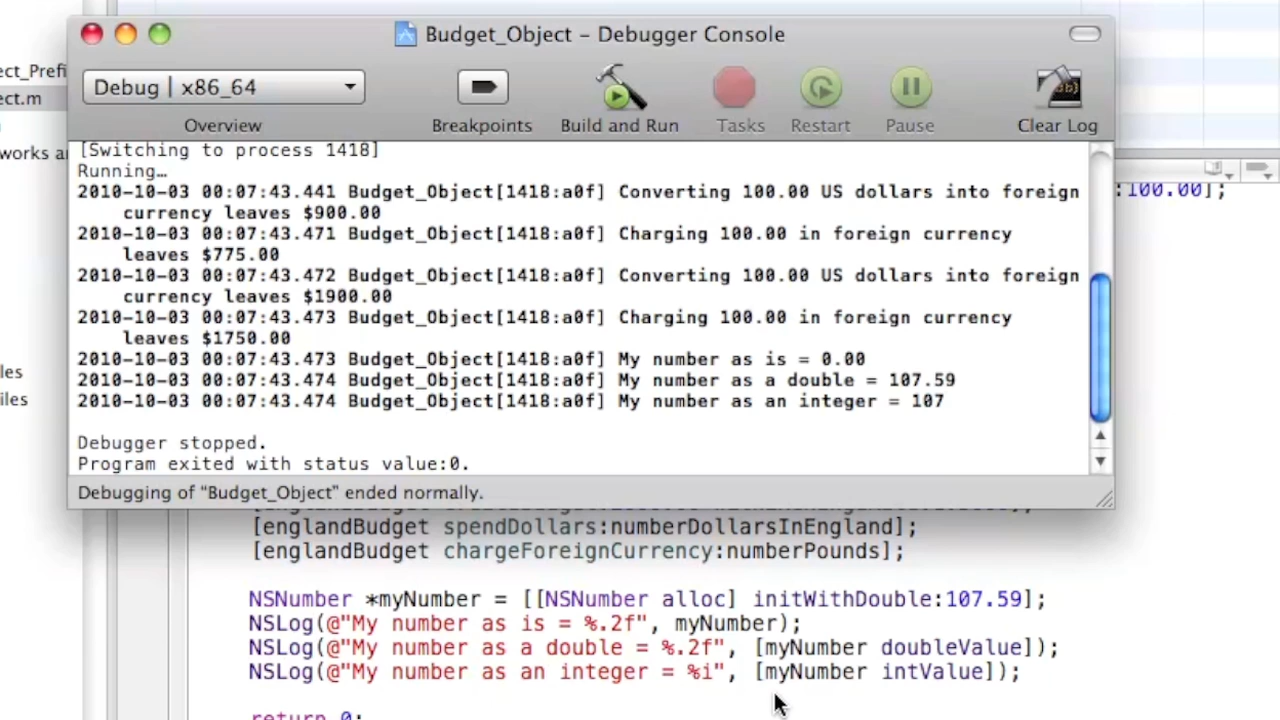 Budget_Object – Debugger Console
Debug | x86_64
Overview
Breakpoints
Build and Run
Tasks
Restart
Pause
Clear Log
ect_Prefi
ect.m
works a
les
iles
[Switching to process 1418]
Running…
2010-10-03 00:07:43.441 Budget_Object[1418:a0f] Converting 100.00 US dollars into foreign
currency leaves $900.00
2010-10-03 00:07:43.471 Budget_Object[1418:a0f] Charging 100.00 in foreign currency
leaves $775.00
2010-10-03 00:07:43.472 Budget_Object[1418:a0f] Converting 100.00 US dollars into foreign
currency leaves $1900.00
2010-10-03 00:07:43.473 Budget_Object[1418:a0f] Charging 100.00 in foreign currency
leaves $1750.00
2010-10-03 00:07:43.473 Budget_Object[1418:a0f] My number as is = 0.00
2010-10-03 00:07:43.474 Budget_Object[1418:a0f] My number as a double = 107.59
2010-10-03 00:07:43.474 Budget_Object[1418:a0f] My number as an integer = 107
Debugger stopped.
Program exited with status value:0.
Debugging of “Budget_Object” ended normally.
:100.00];
[englandBudget spendDollars:numberDollarsInEngland];
[englandBudget chargeForeignCurrency:numberPounds];
NSNumber *myNumber = [[NSNumber alloc] initWithDouble:107.59];
NSLog(@"My number as is = %.2f", myNumber);
NSLog(@"My number as a double = %.2f", [myNumber doubleValue]);
NSLog(@"My number as an integer = %i", [myNumber intValue]);
return 0;